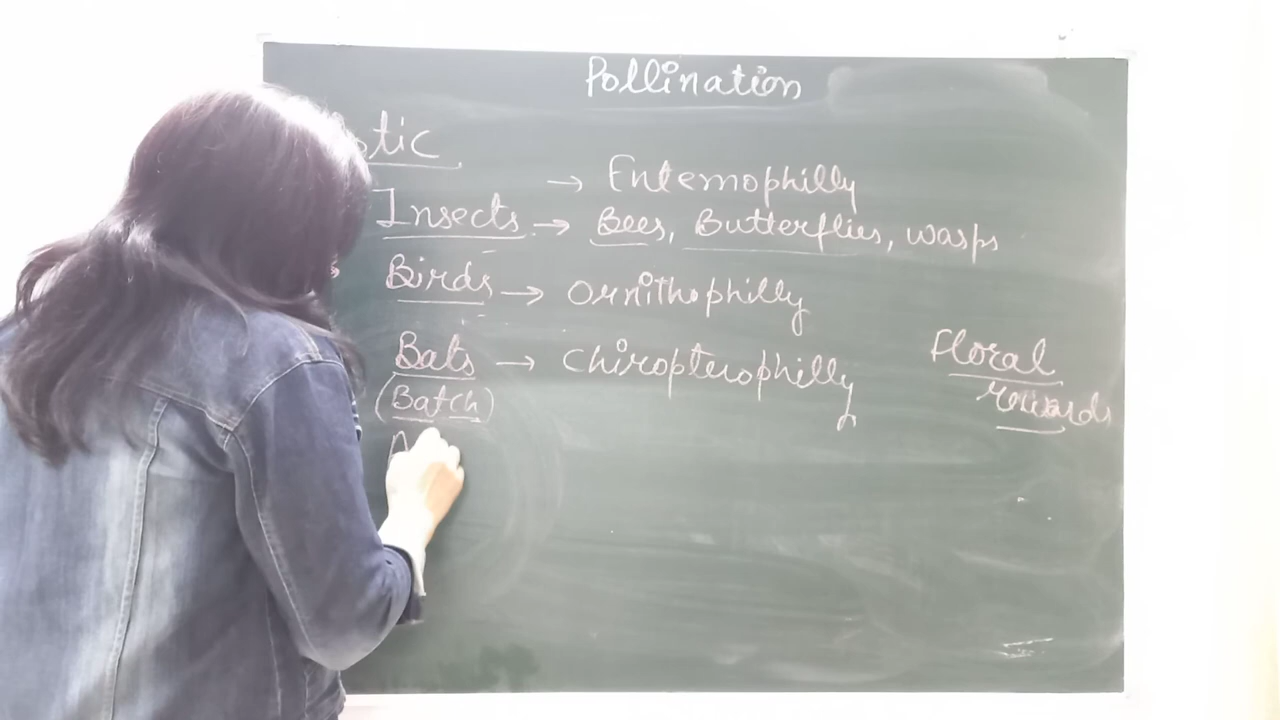 Pollination
tic
→ Entemophilly
Insects → Bees, Butterflies, wasps
Birds → Ornithophilly
Bats → Chiropterophilly
(Batch)
Floral
rewards